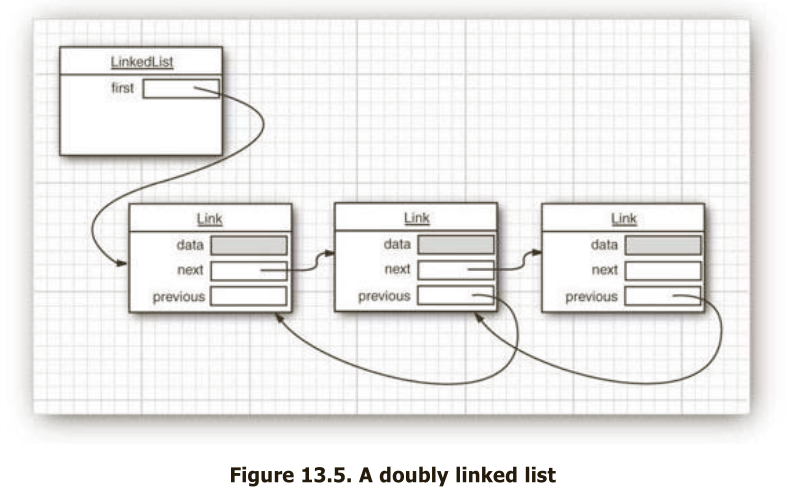 LinkedList
first
Link
Link
Link
data
data
data
next
next
next
previous
previous
previous
Figure 13.5. A doubly linked list